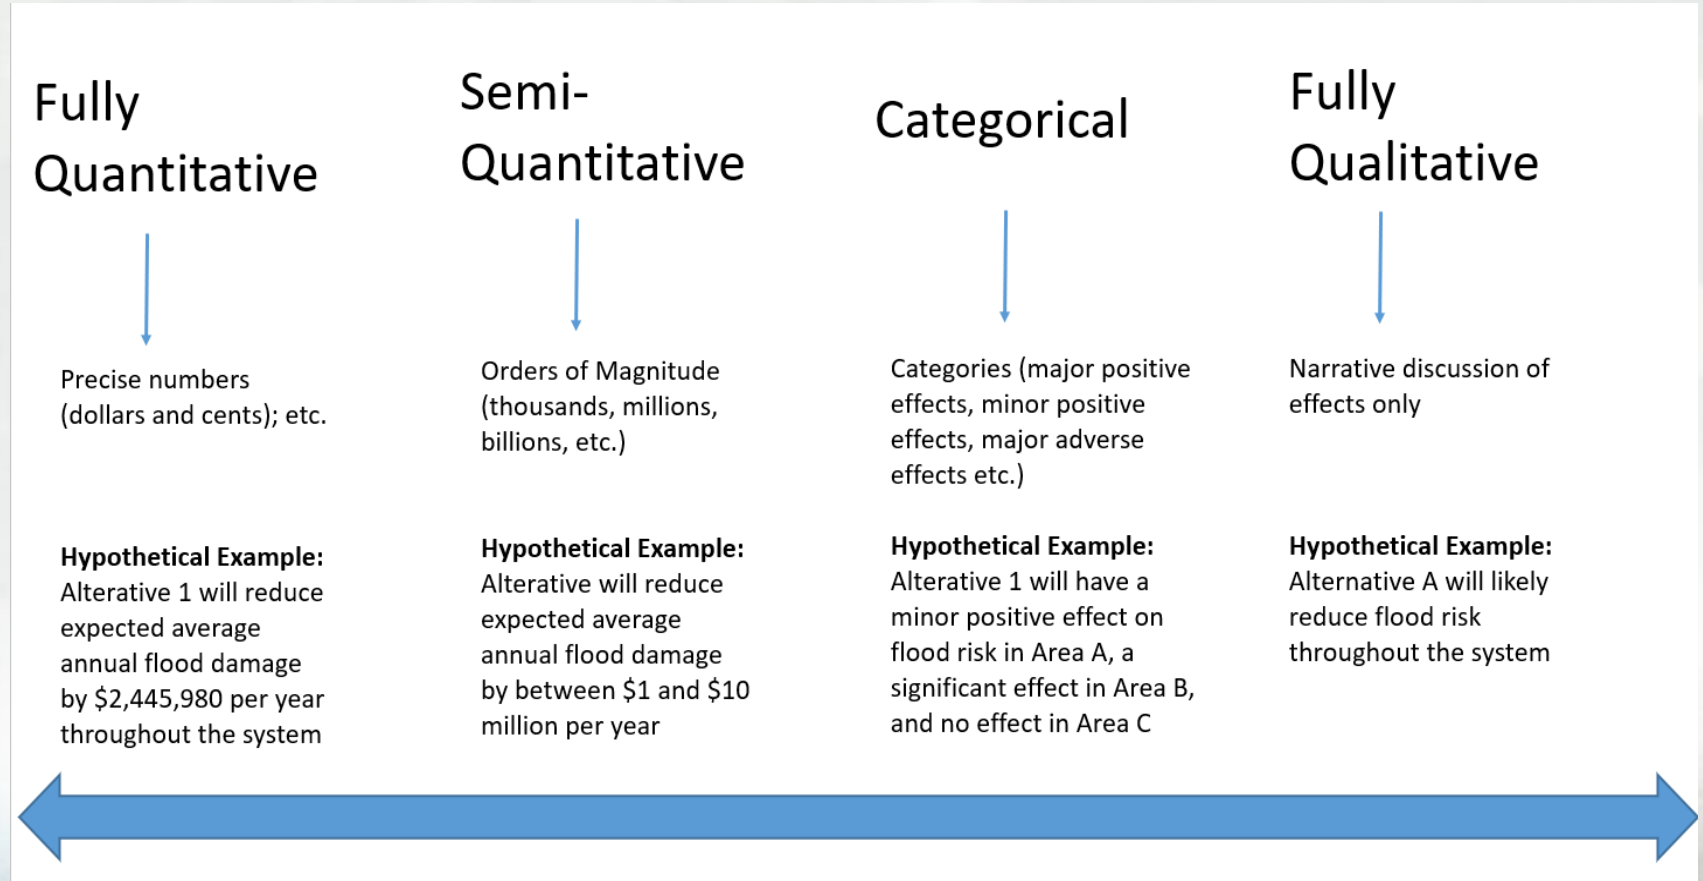 Fully
Quantitative
Semi-
Quantitative
Categorical
Fully
Qualitative
Precise numbers
(dollars and cents); etc.
Orders of Magnitude
(thousands, millions,
billions, etc.)
Categories (major positive
effects, minor positive
effects, major adverse
effects etc.)
Narrative discussion of
effects only
Hypothetical Example:
Alterative 1 will reduce
expected average
annual flood damage
by $2,445,980 per year
throughout the system
Hypothetical Example:
Alterative will reduce
expected average
annual flood damage
by between $1 and $10
million per year
Hypothetical Example:
Alterative 1 will have a
minor positive effect on
flood risk in Area A, a
significant effect in Area B,
and no effect in Area C
Hypothetical Example:
Alternative A will likely
reduce flood risk
throughout the system